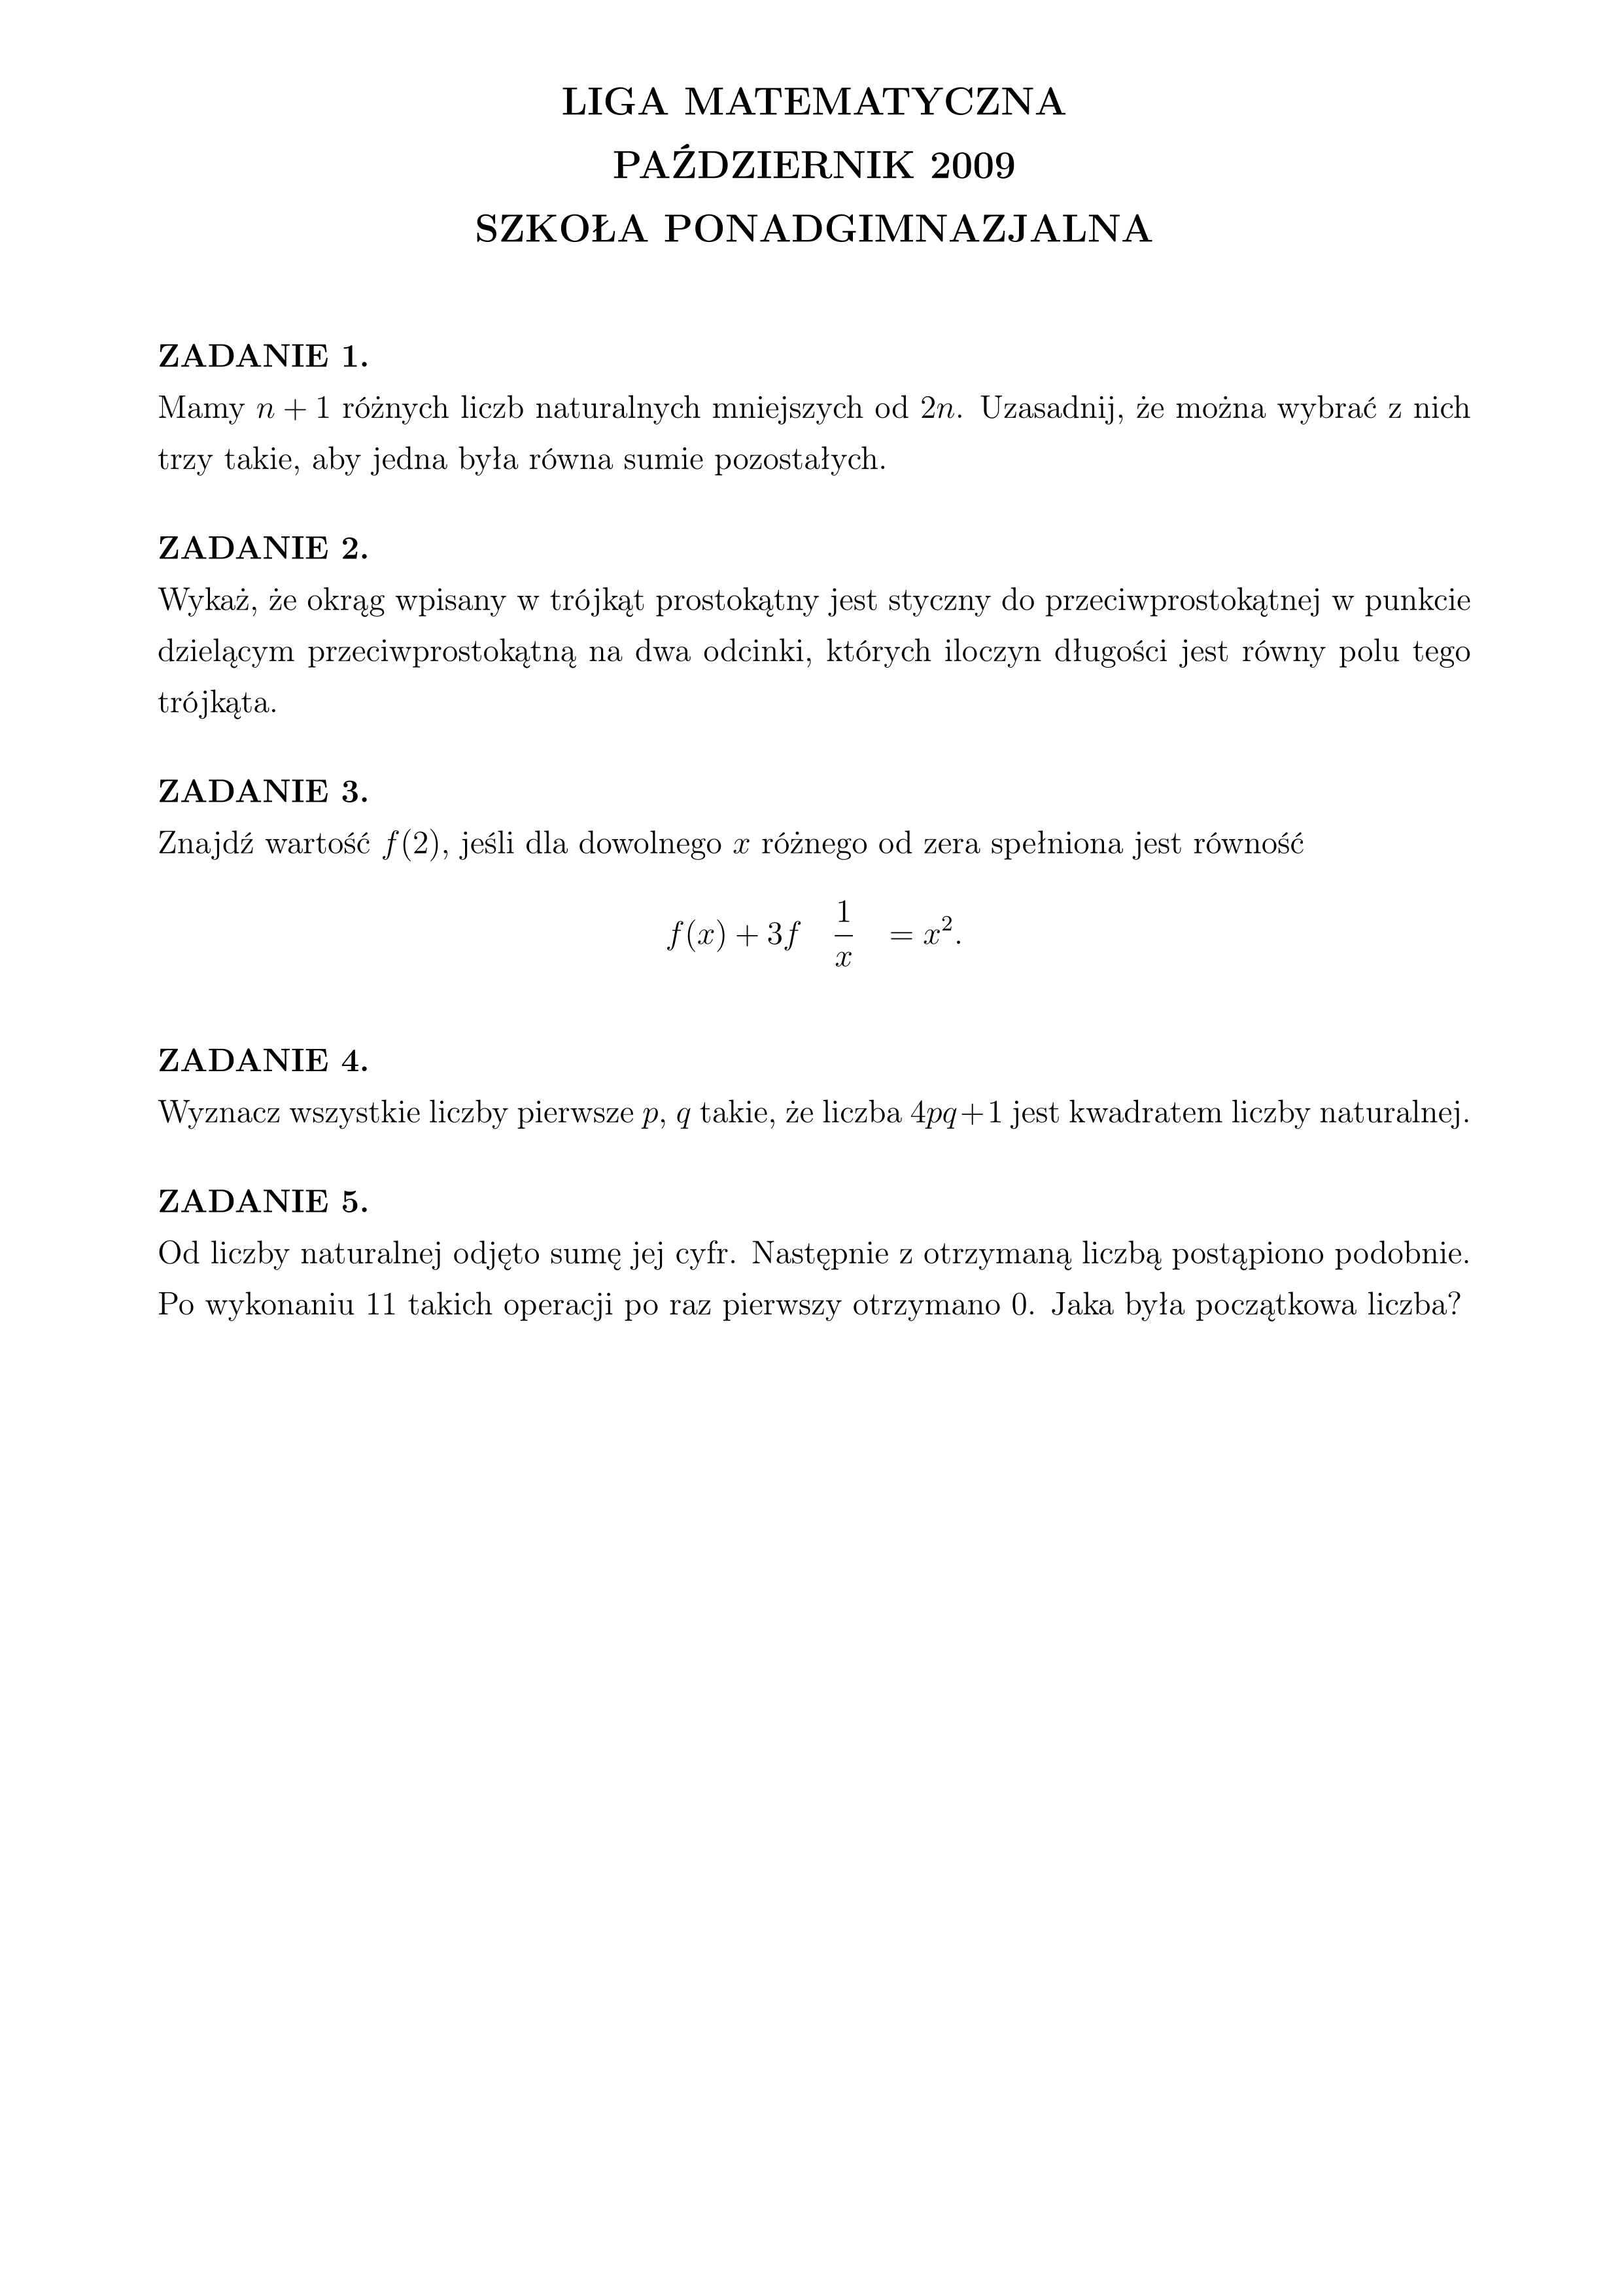 LIGA MATEMATYCZNA
PAŹDZIERNIK 2009
SZKOŁA PONADGIMNAZJALNA
ZADANIE 1.
Mamy n + 1 różnych liczb naturalnych mniejszych od 2n. Uzasadnij, że można wybrać z nich
trzy takie, aby jedna była równa sumie pozostałych.
ZADANIE 2.
Wykaż, że okrąg wpisany w trójkąt prostokątny jest styczny do przeciwprostokątnej w punkcie
dzielącym przeciwprostokątną na dwa odcinki, których iloczyn długości jest równy polu tego
trójkąta.
ZADANIE 3.
Znajdź wartość f(2), jeśli dla dowolnego x różnego od zera spełniona jest równość
f(x) + 3f 1/x = x².
ZADANIE 4.
Wyznacz wszystkie liczby pierwsze p, q takie, że liczba 4pq+1 jest kwadratem liczby naturalnej.
ZADANIE 5.
Od liczby naturalnej odjęto sumę jej cyfr. Następnie z otrzymaną liczbą postąpiono podobnie.
Po wykonaniu 11 takich operacji po raz pierwszy otrzymano 0. Jaka była początkowa liczba?